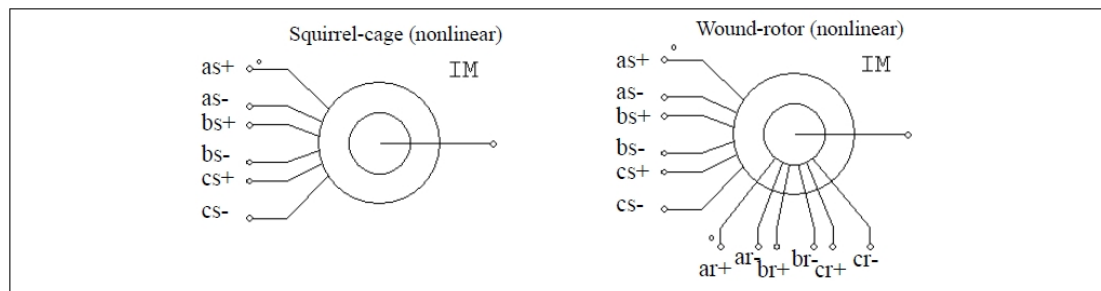 Squirrel-cage (nonlinear)
IM
as+
as-
bs+
bs-
cs+
cs-
Wound-rotor (nonlinear)
IM
as+
as-
bs+
bs-
cs+
cs-
ar+
ar-
br+
br-
cr+
cr-